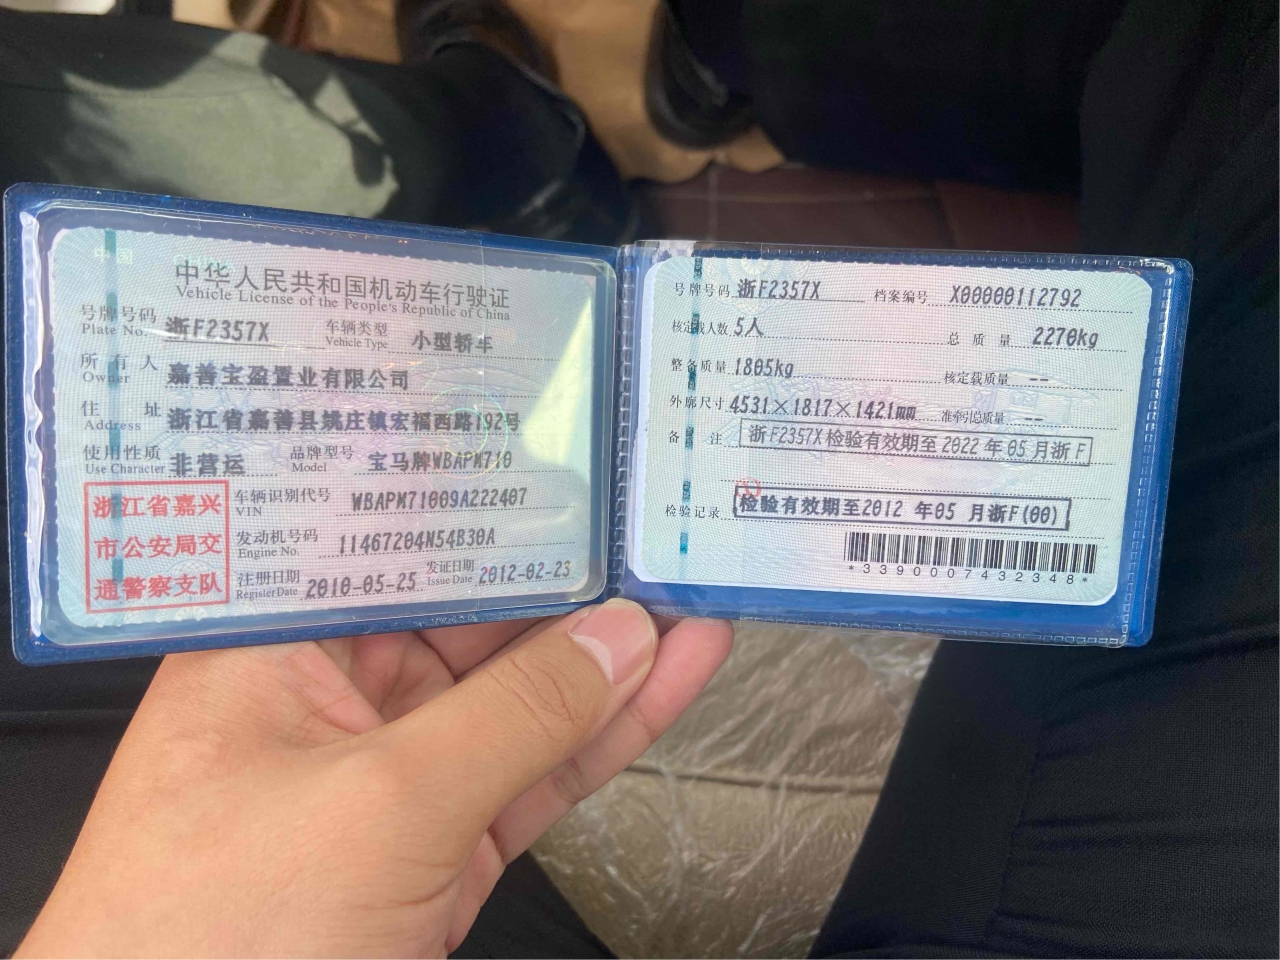 中国
中华人民共和国机动车行驶证
Vehicle License of the People's Republic of China
号牌号码 浙F2357X 车辆类型 小型轿车
Plate No. Vehicle Type
所有人 嘉善宝盈置业有限公司
Owner
住址 浙江省嘉善县姚庄镇宏福西路192号
Address
使用性质 非营运 品牌型号 宝马牌WBAPM710
Use Character Model
浙江省嘉兴
市公安局交
通警察支队
车辆识别代号 WBAPM71009A222407
VIN
发动机号码 11467204N54B30A
Engine No.
注册日期 2010-05-25 发证日期 2012-02-23
Register Date Issue Date
号牌号码 浙F2357X 档案编号 X00000112792
核定载人数 5人 总质量 2270kg
整备质量 1805kg 核定载质量 --
外廓尺寸 4531×1817×1421mm 准牵引总质量 --
备注 浙F2357X检验有效期至2022年05月浙F
检验记录 检验有效期至2012年05月浙F(00)
*3390007432348*